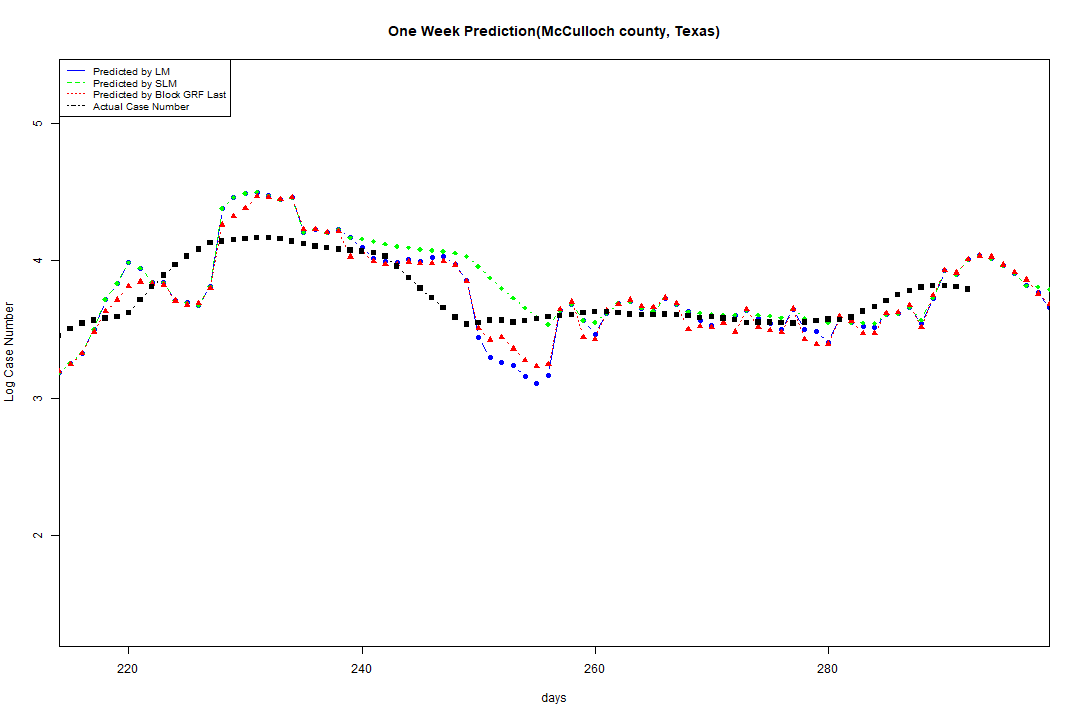 One Week Prediction(McCulloch county, Texas)
Predicted by LM
Predicted by SLM
Predicted by Block GRF Last
Actual Case Number
5
4
3
2
Log Case Number
220 240 260 280
days